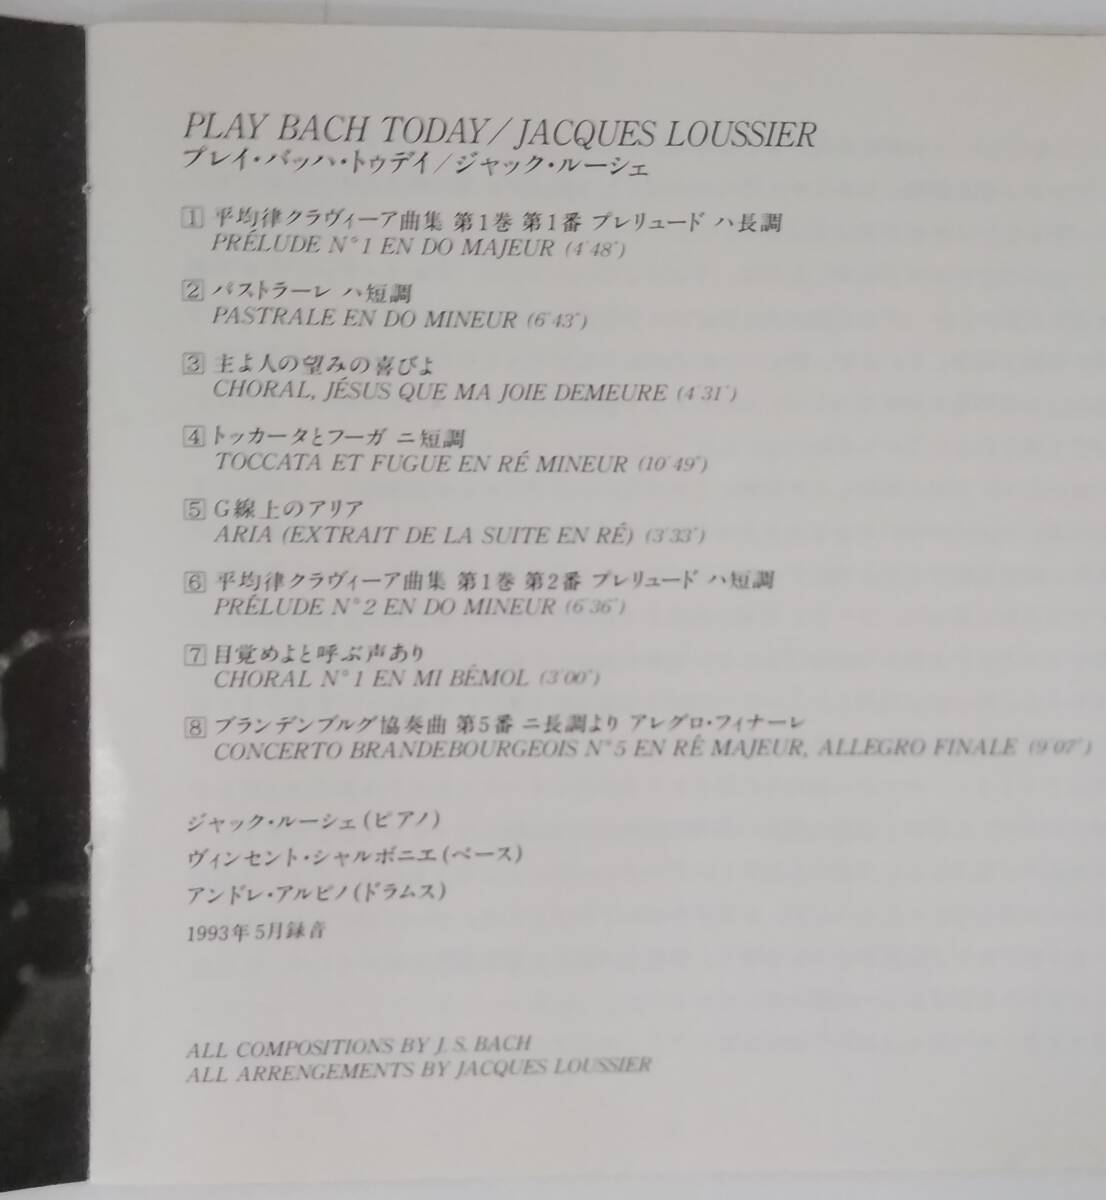 PLAY BACH TODAY/JACQUES LOUSSIER
プレイ・バッハ・トゥデイ/ジャック・ルーシェ
1 平均律クラヴィーア曲集 第1巻 第1番 プレリュード ハ長調
PRÉLUDE N°1 EN DO MAJEUR (4'48")
2 パストラーレ ハ短調
PASTRALE EN DO MINEUR (6'43")
3 主よ人の望みの喜びよ
CHORAL, JÉSUS QUE MA JOIE DEMEURE (4'31")
4 トッカータとフーガ ニ短調
TOCCATA ET FUGUE EN RÉ MINEUR (10'49")
5 G線上のアリア
ARIA (EXTRAIT DE LA SUITE EN RÉ) (3'33")
6 平均律クラヴィーア曲集 第1巻 第2番 プレリュード ハ短調
PRÉLUDE N°2 EN DO MINEUR (6'36")
7 目覚めよと呼ぶ声あり
CHORAL N°1 EN MI BÉMOL (3'00")
8 ブランデンブルグ協奏曲 第5番 ニ長調より アレグロ・フィナーレ
CONCERTO BRANDEBOURGEOIS N°5 EN RÉ MAJEUR, ALLEGRO FINALE (9'07")
ジャック・ルーシェ(ピアノ)
ヴィンセント・シャルボニエ(ベース)
アンドレ・アルピノ(ドラムス)
1993年5月録音
ALL COMPOSITIONS BY J. S. BACH
ALL ARRENGEMENTS BY JACQUES LOUSSIER